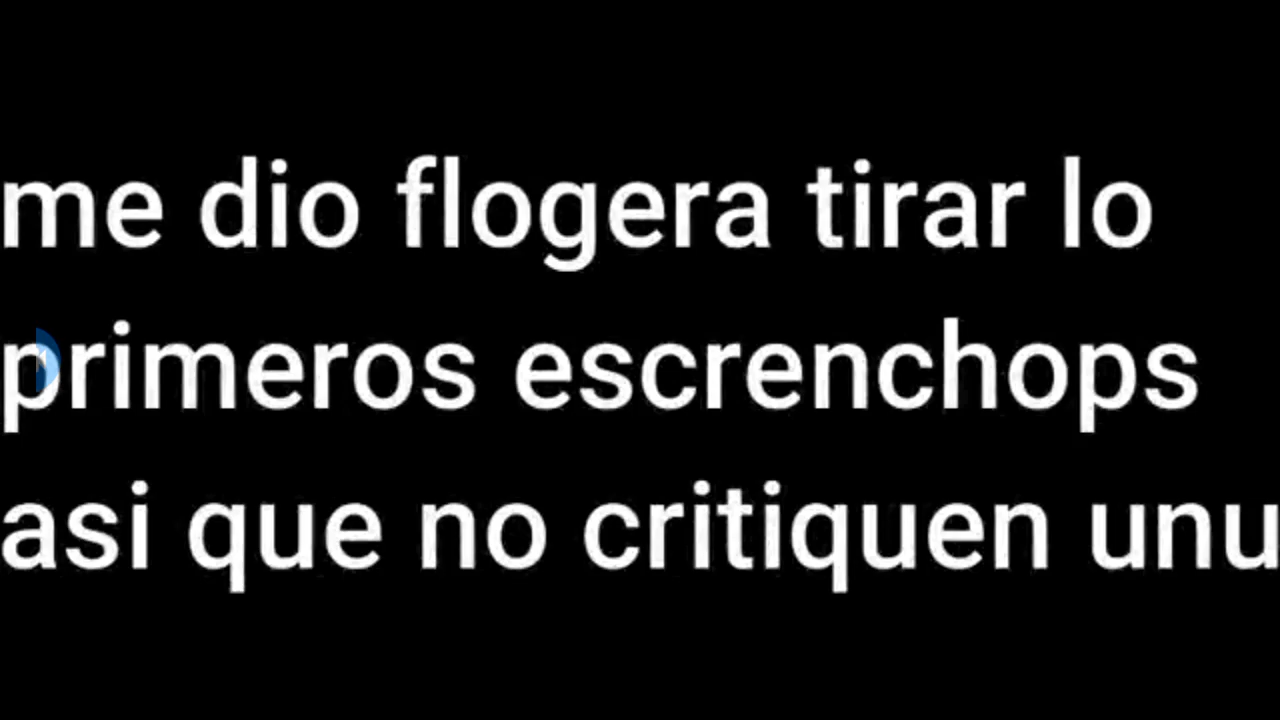 me dio flogera tirar lo
primeros escrenchops
asi que no critiquen unu